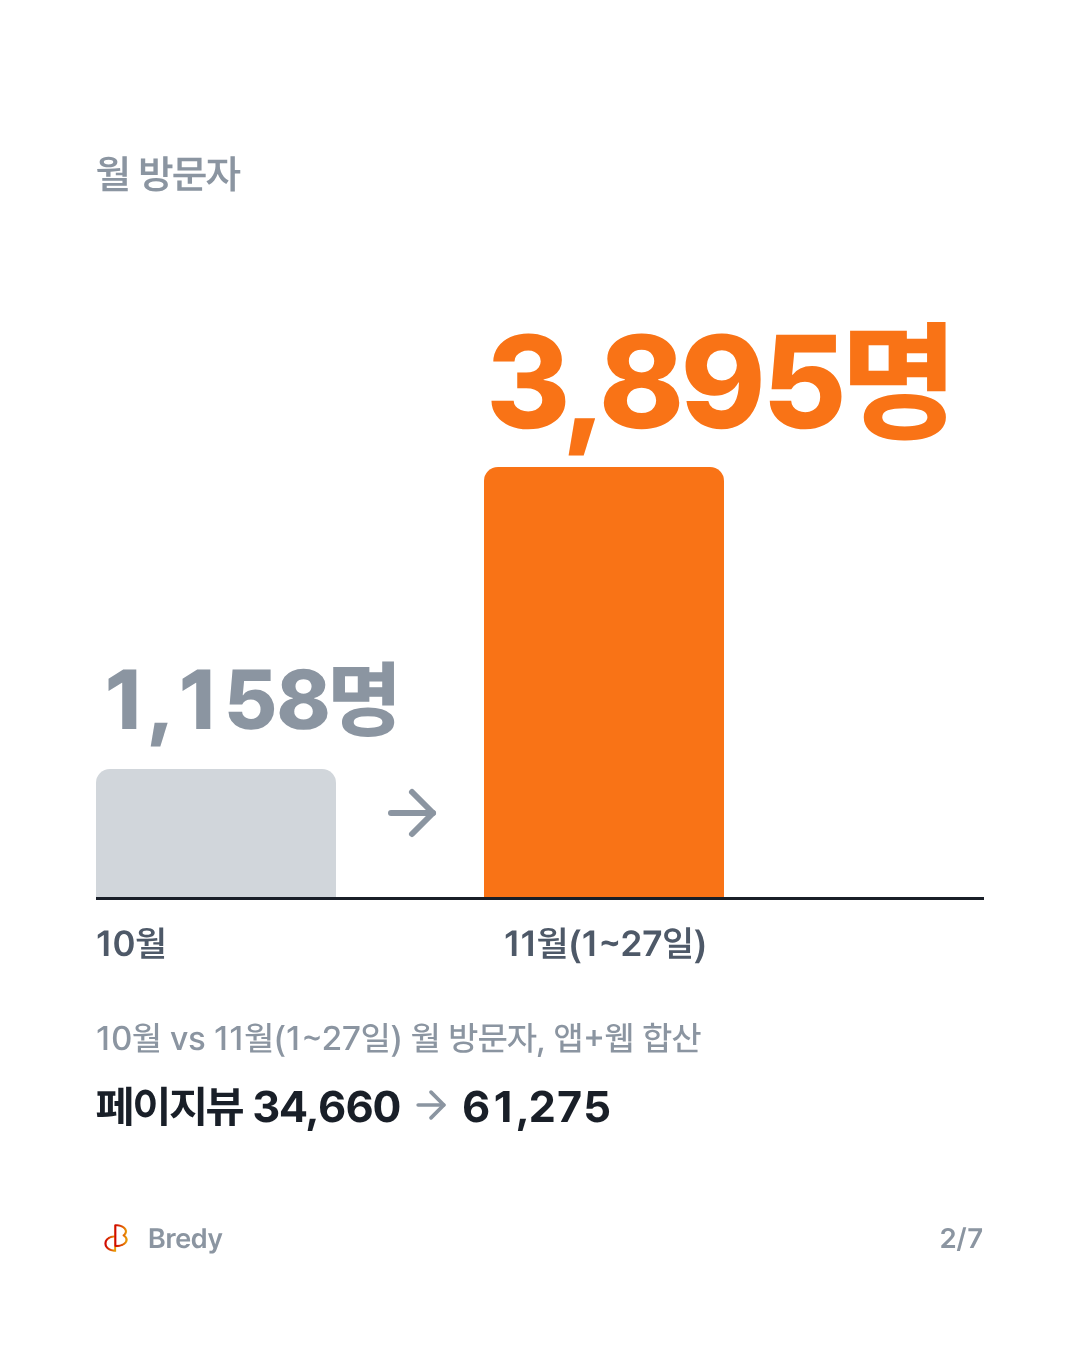 월 방문자
3,895명
1,158명
10월
11월(1~27일)
10월 vs 11월(1~27일) 월 방문자, 앱+웹 합산
페이지뷰 34,660 → 61,275
Bredy
2/7